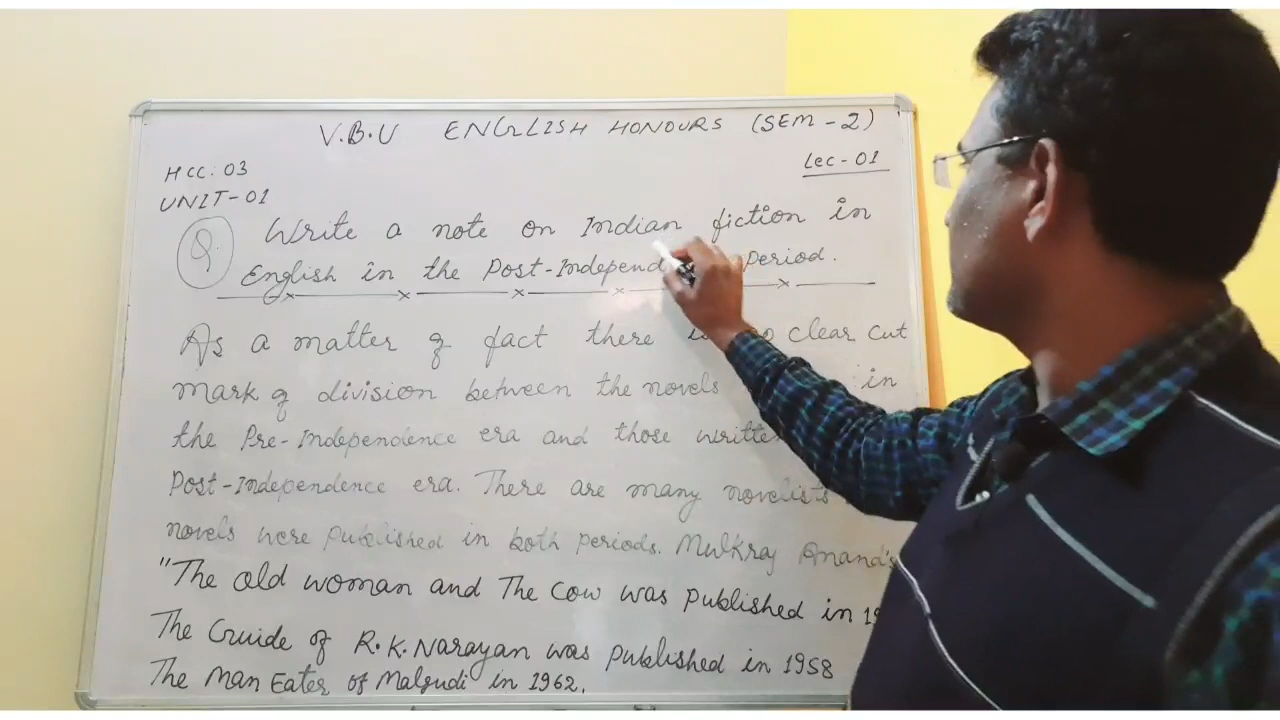 V.B.U ENGLISH HONOURS (SEM-2)
HCC: 03
Lec-01
UNIT-01
Q. Write a note on Indian fiction in
English in the Post-Independ Period.
As a matter of fact there clear cut
mark of division between the novels in
the Pre-Independence era and those
Post-Independence era. There are many novelists
novels were published in both periods. Mulkraj Anand's
"The old woman and The Cow was published in
The Guide of R.K. Narayan was published in 1958
The Man Eater of Malgudi in 1962.